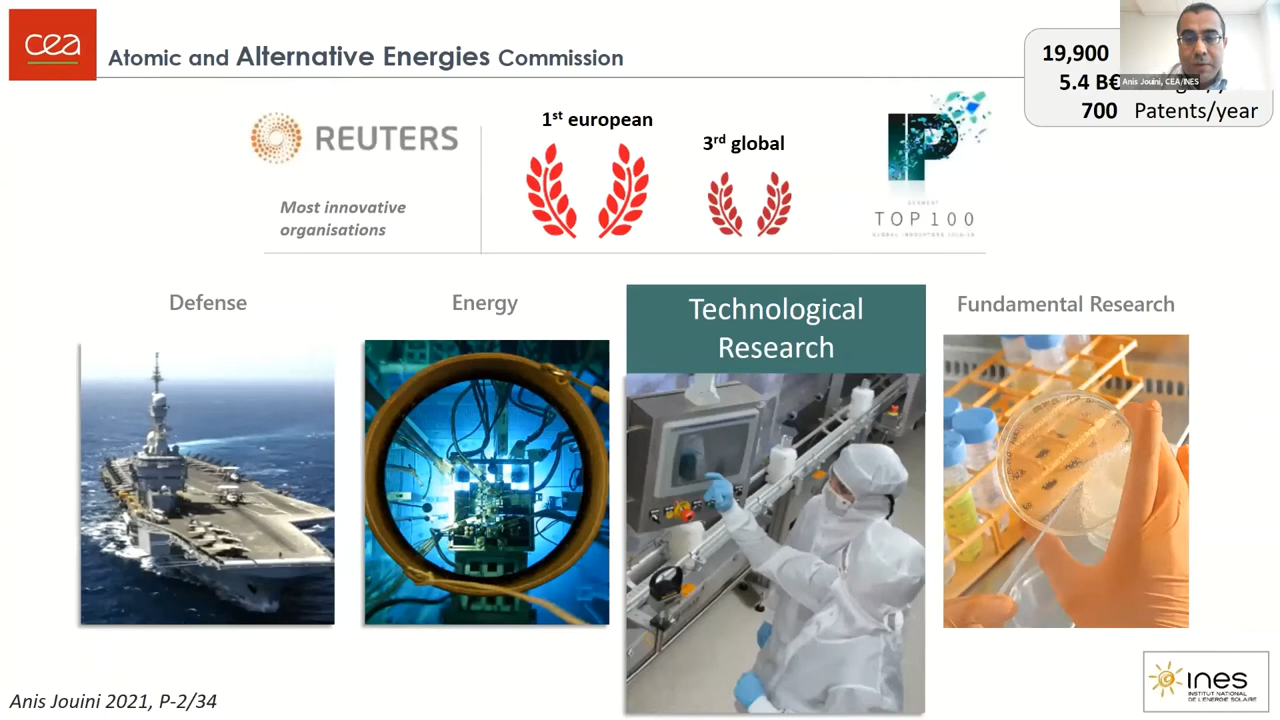 cea
Atomic and Alternative Energies Commission
19,900
5.4 B€
700 Patents/year
Anis Jouini, CEA/INES
REUTERS
Most innovative
organisations
1st european
3rd global
TOP 100
Defense
Energy
Technological
Research
Fundamental Research
Anis Jouini 2021, P-2/34
ines
INSTITUT NATIONAL
DE L'ÉNERGIE SOLAIRE